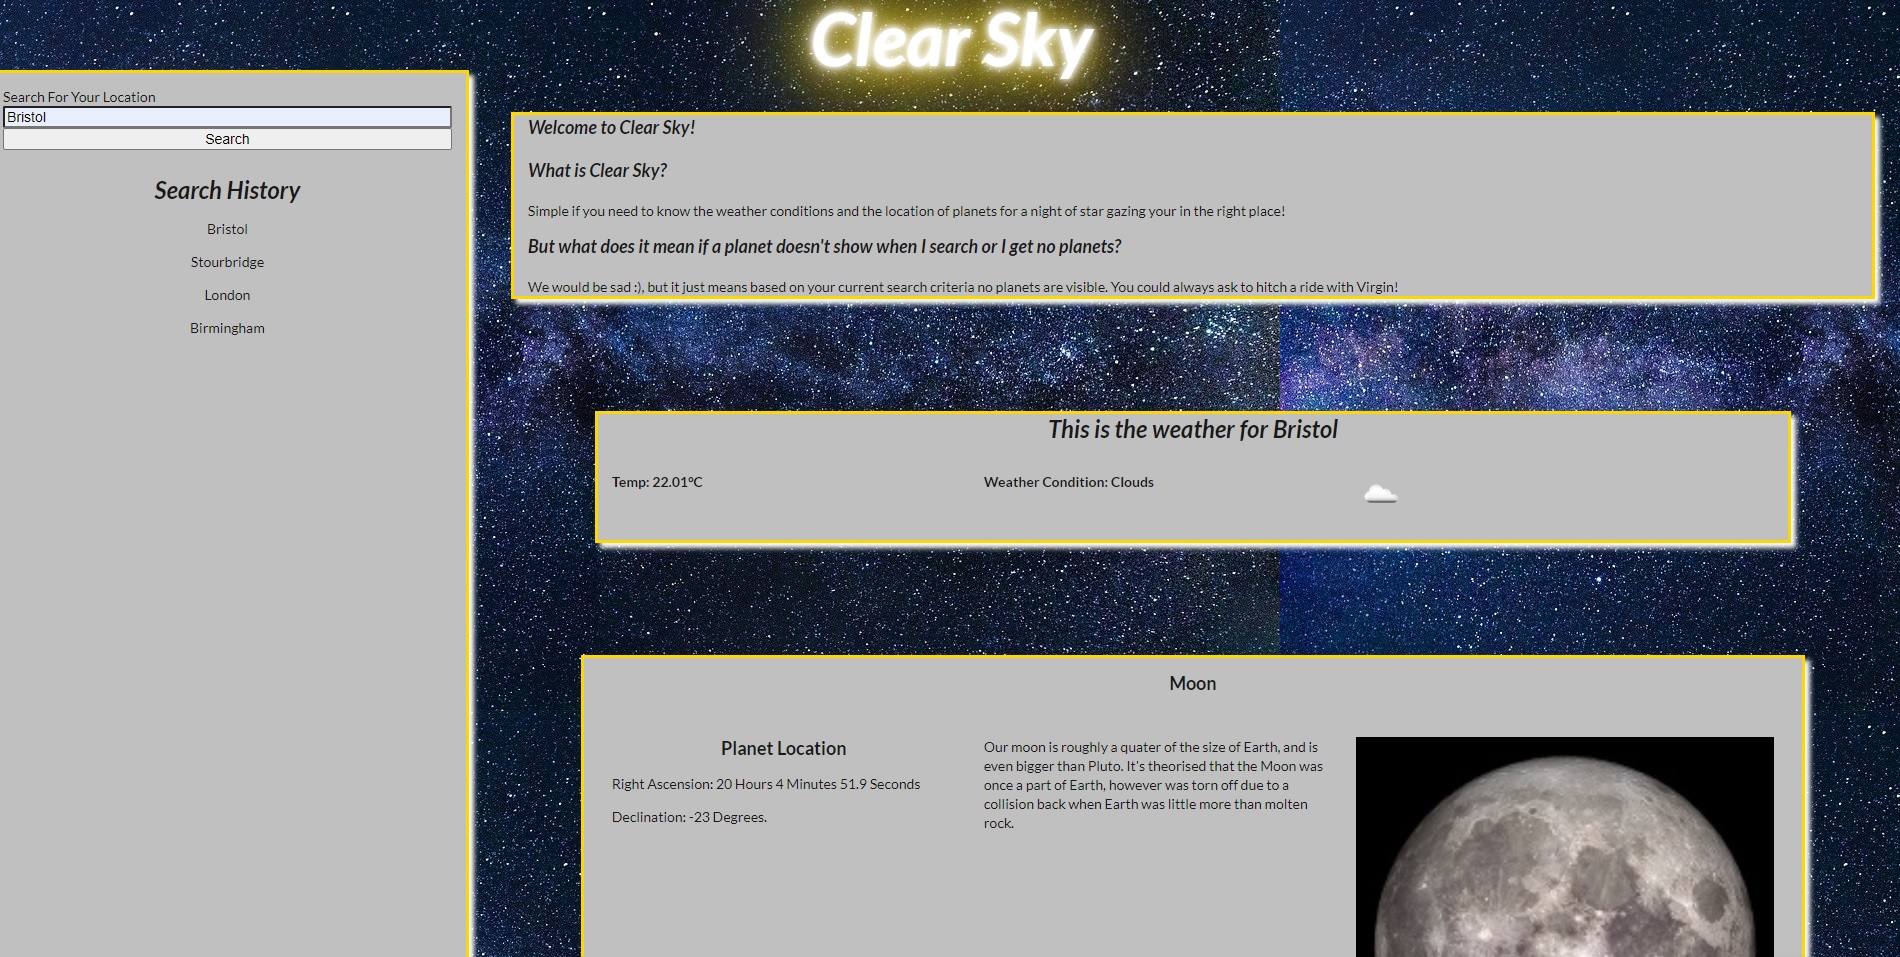 Clear Sky
Search For Your Location
Bristol
Search
Search History
Bristol
Stourbridge
London
Birmingham
Welcome to Clear Sky!
What is Clear Sky?
Simple if you need to know the weather conditions and the location of planets for a night of star gazing your in the right place!
But what does it mean if a planet doesn't show when I search or I get no planets?
We would be sad :), but it just means based on your current search criteria no planets are visible. You could always ask to hitch a ride with Virgin!
This is the weather for Bristol
Temp: 22.01°C
Weather Condition: Clouds
Moon
Planet Location
Right Ascension: 20 Hours 4 Minutes 51.9 Seconds
Declination: -23 Degrees.
Our moon is roughly a quater of the size of Earth, and is
even bigger than Pluto. It's theorised that the Moon was
once a part of Earth, however was torn off due to a
collision back when Earth was little more than molten
rock.